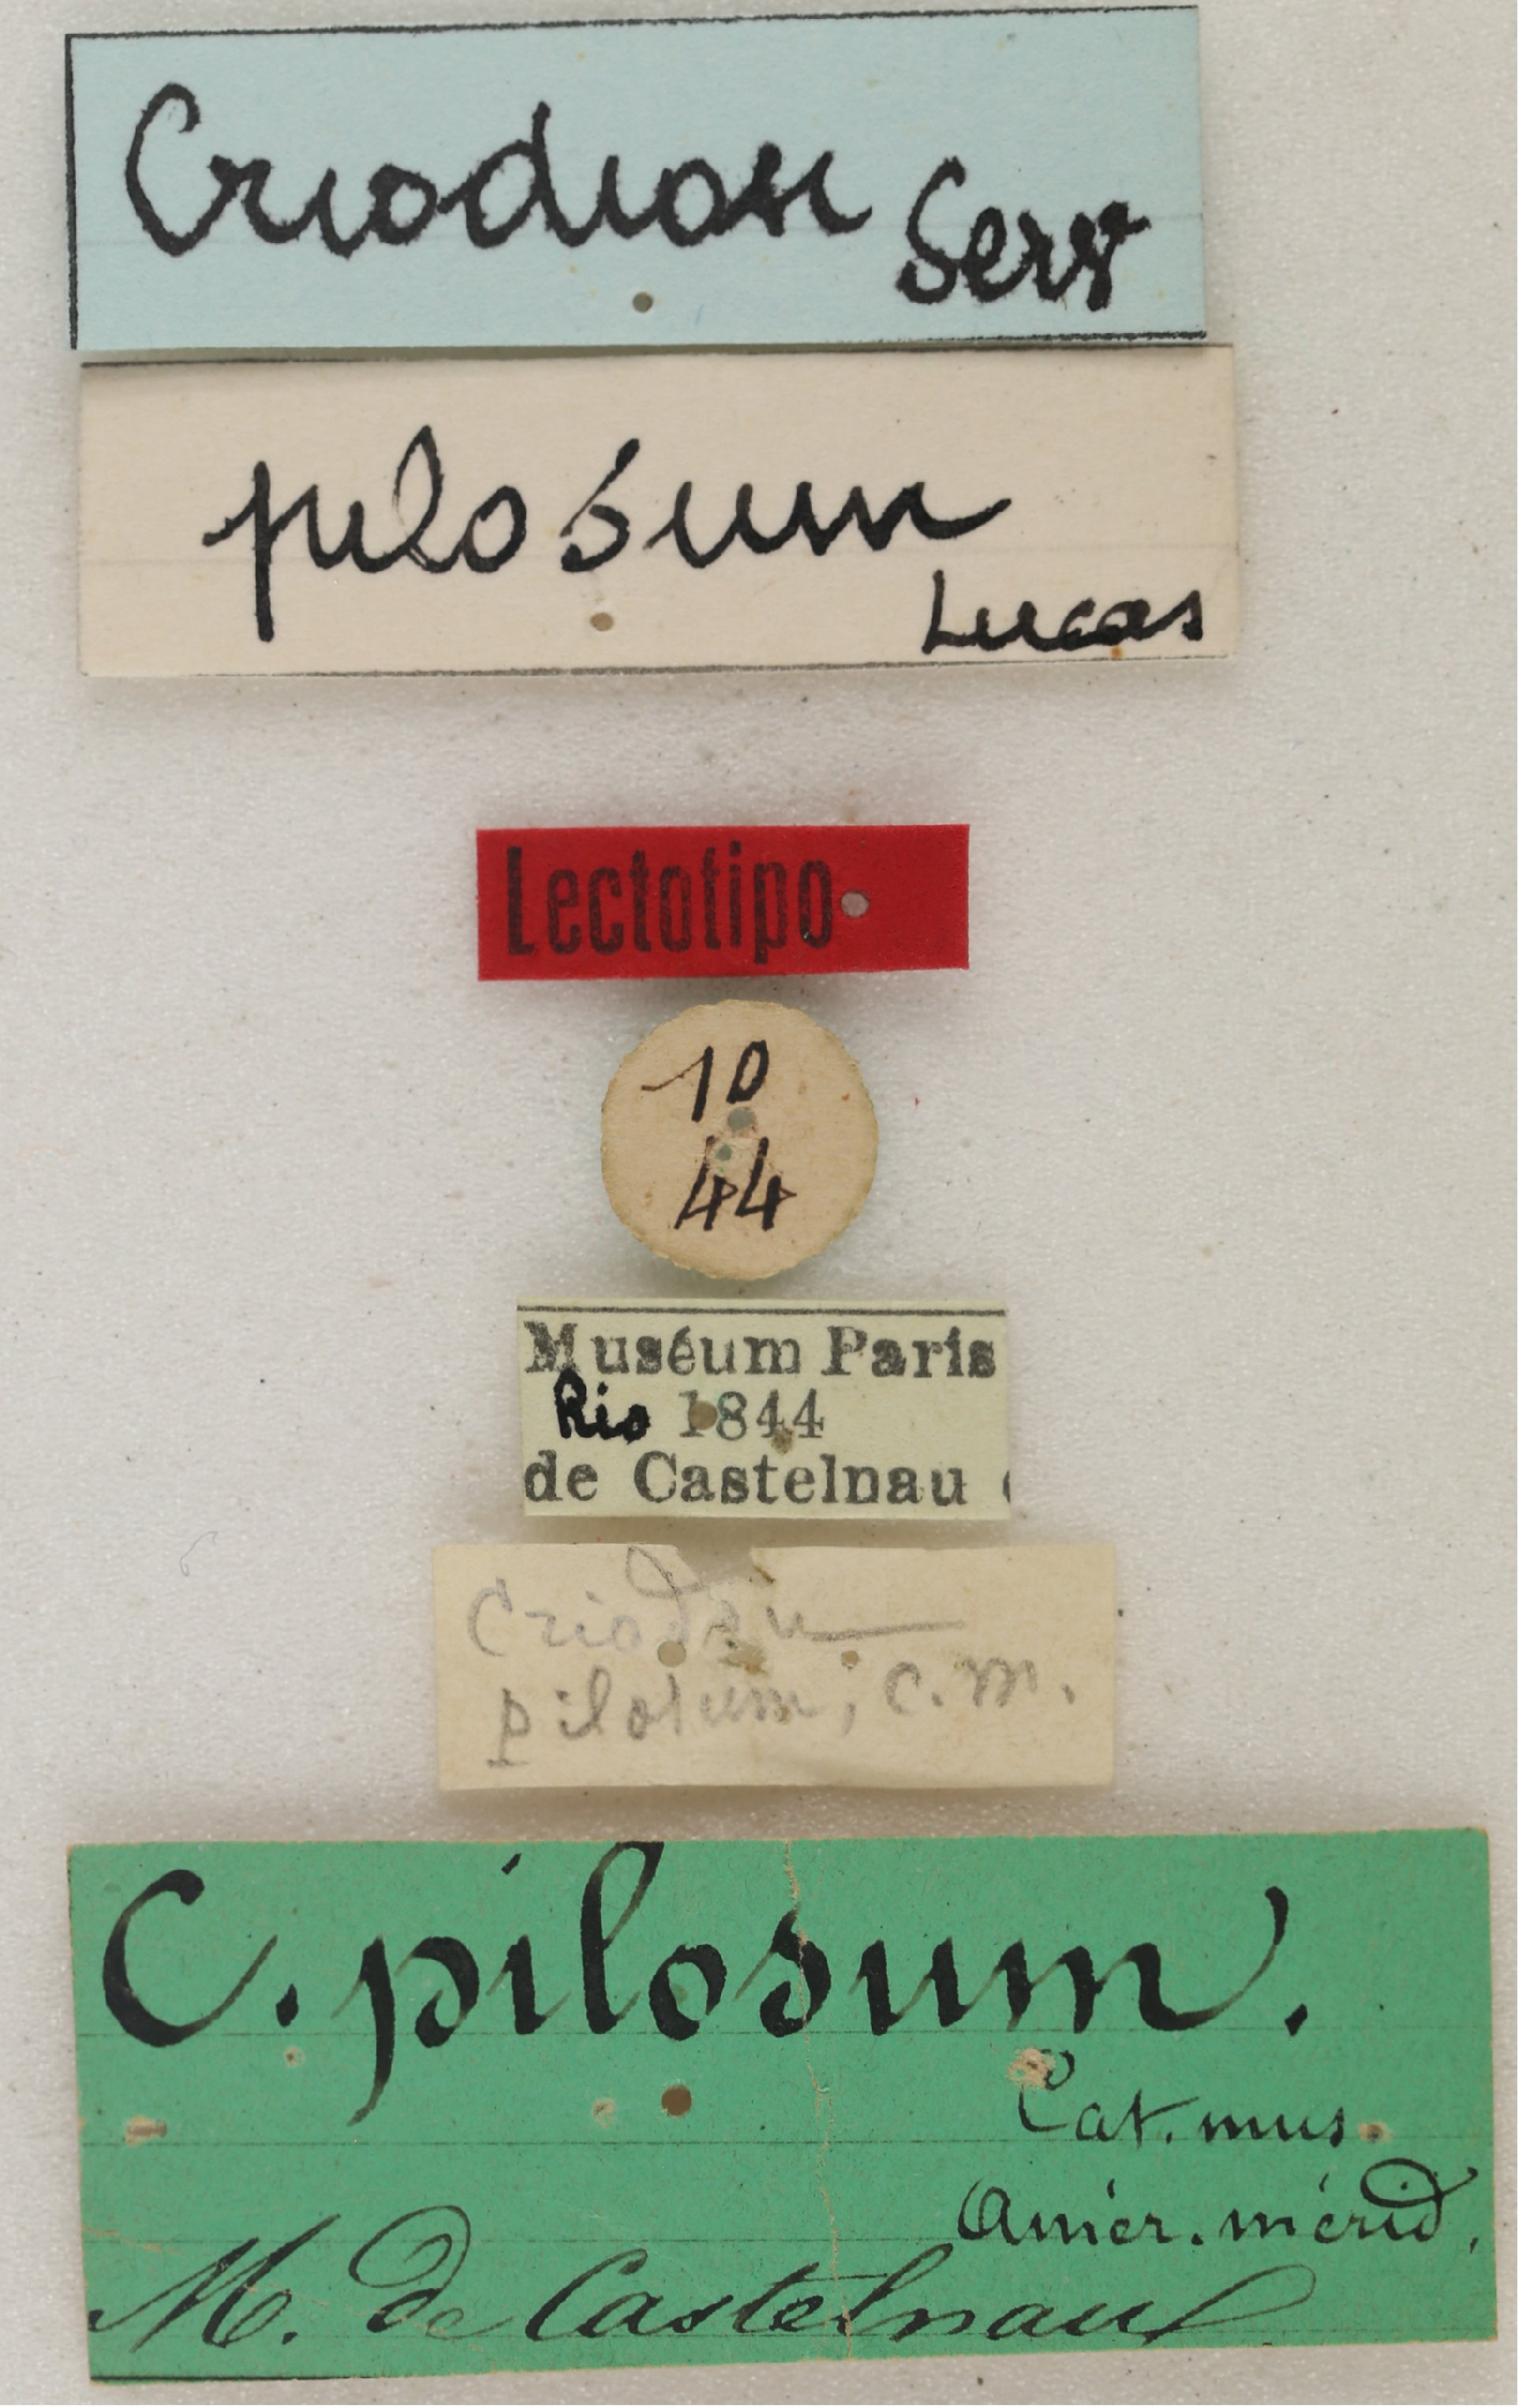 Criodion Serv
pilosum
Lucas
Lectotipo
10
44
Muséum Paris
Rio 1844
de Castelnau
Criodon
pilosum, C. M.
C. pilosum.
Cat. mus.
Amér. mérid.
M. de Castelnau